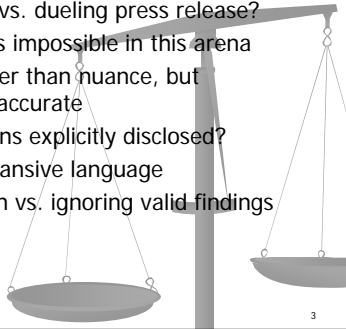 vs. dueling press release?
s impossible in this arena
er than nuance, but
accurate
ns explicitly disclosed?
ansive language
n vs. ignoring valid findings
3